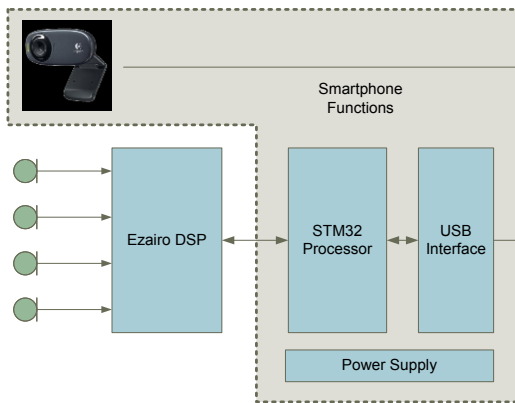 Smartphone
Functions
Ezairo DSP
STM32
Processor
USB
Interface
Power Supply